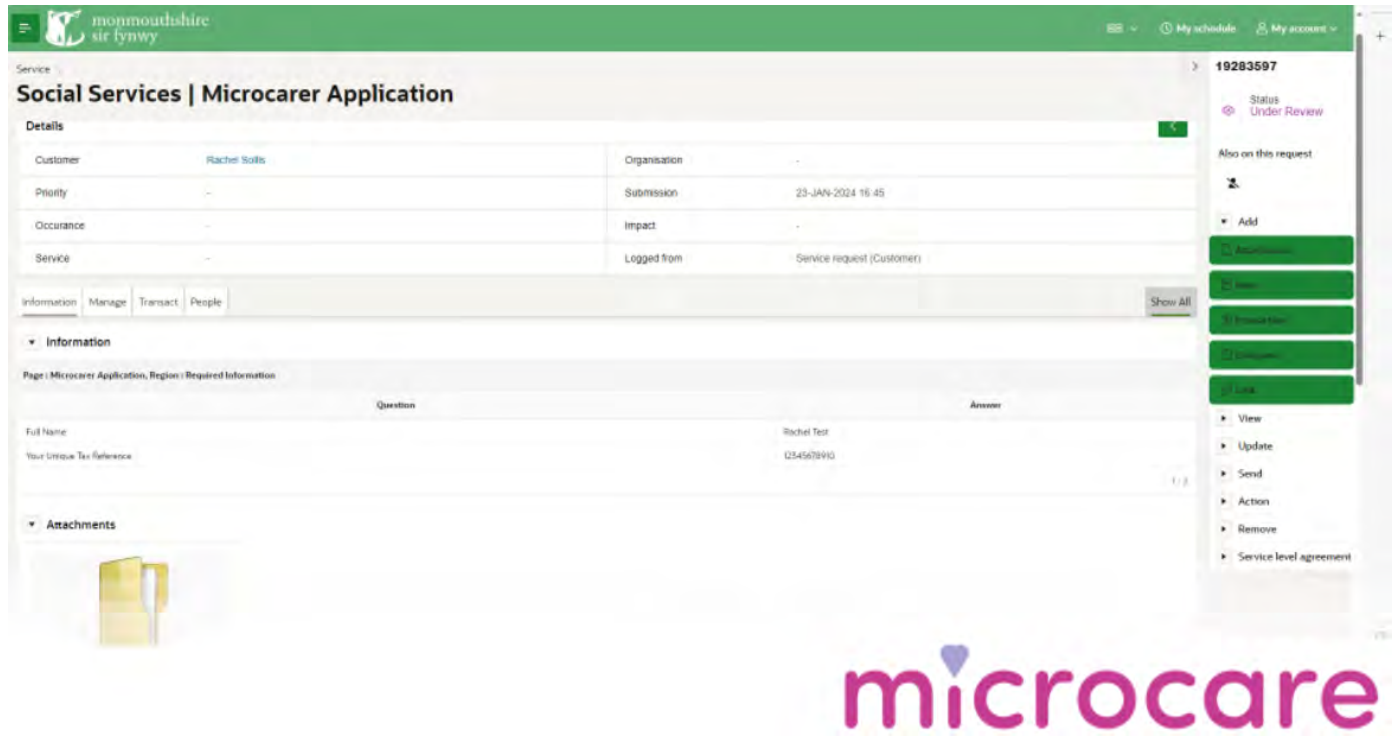 monmouthshire
sir fynwy
My schedule
My account
Service
Social Services | Microcarer Application
Details
Customer Rachel Sollis Organisation -
Priority - Submission 23-JAN-2024 16:45
Occurance - Impact -
Service - Logged from Service request (Customer)
Information Manage Transact People Show All
Information
Page : Microcarer Application, Region : Required Information
Question Answer
Full Name Rachel Test
Your Unique Tax Reference 12345678910
Attachments
19283597
Status
Under Review
Also on this request
Add
Link
View
Update
Send
Action
Remove
Service level agreement
microcare